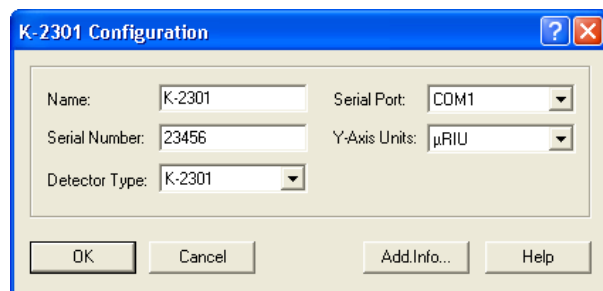 K-2301 Configuration
Name: K-2301 Serial Port: COM1
Serial Number: 23456 Y-Axis Units: µRIU
Detector Type: K-2301
OK Cancel Add.Info... Help